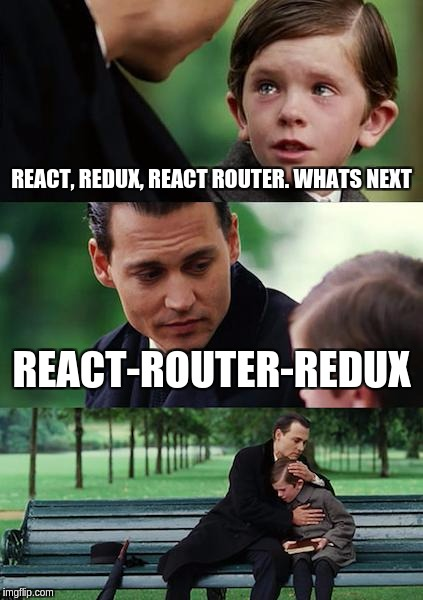 REACT, REDUX, REACT ROUTER. WHATS NEXT
REACT-ROUTER-REDUX
imgflip.com